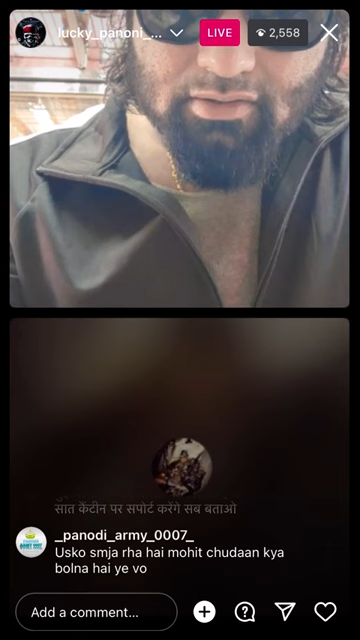 lucky_panoni_...
LIVE
2,558
सात कैंटीन पर सपोर्ट करेंगे सब बताओ
_panodi_army_0007_
Usko smja rha hai mohit chudaan kya
bolna hai ye vo
Add a comment...